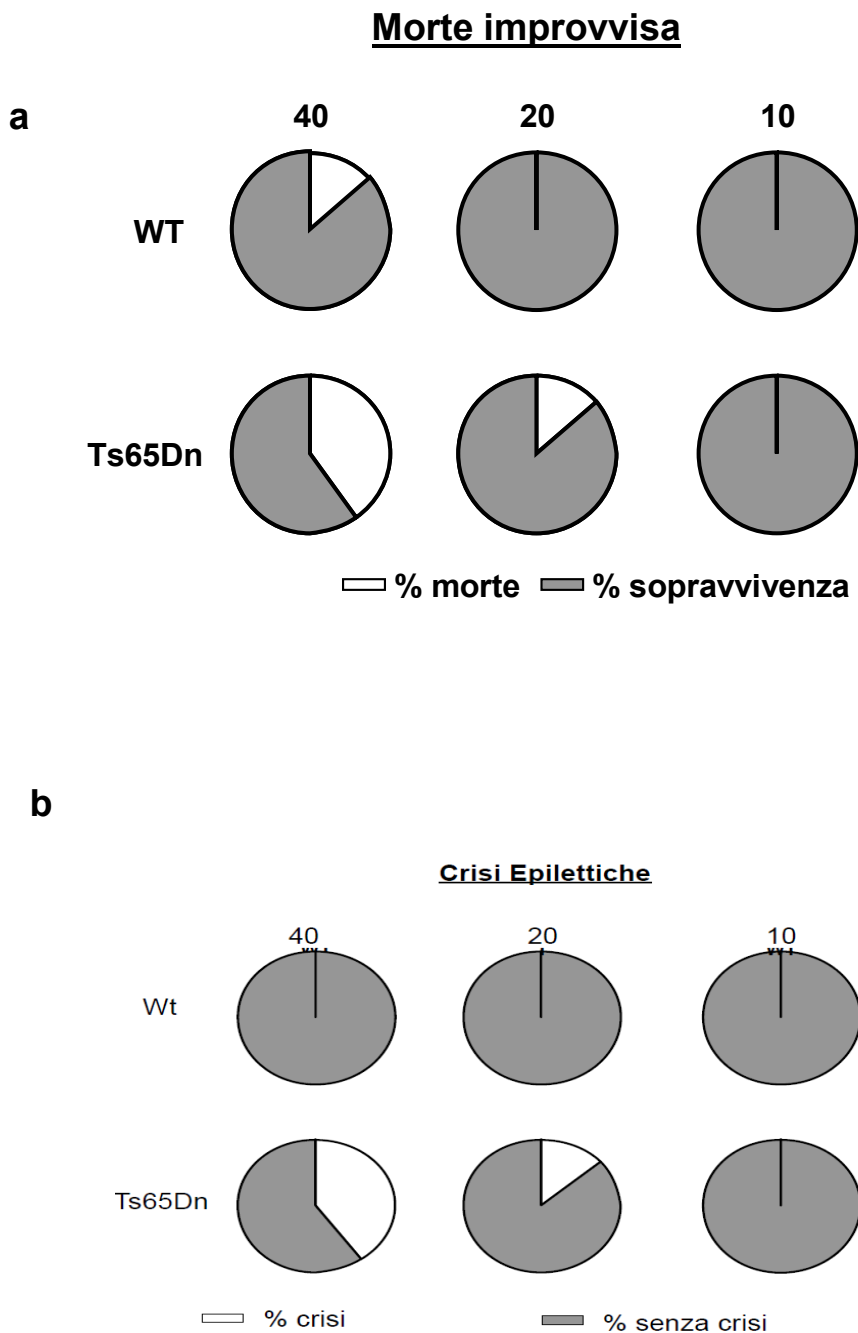 Morte improvvisa
a
40 20 10
WT
Ts65Dn
% morte % sopravvivenza
b
Crisi Epilettiche
40 20 10
Wt
Ts65Dn
% crisi % senza crisi